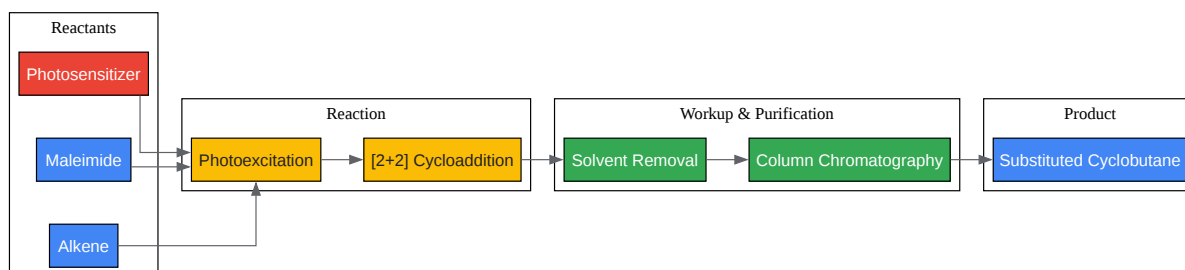 Reactants
Photosensitizer
Maleimide
Alkene
Reaction
Photoexcitation
[2+2] Cycloaddition
Workup & Purification
Solvent Removal
Column Chromatography
Product
Substituted Cyclobutane